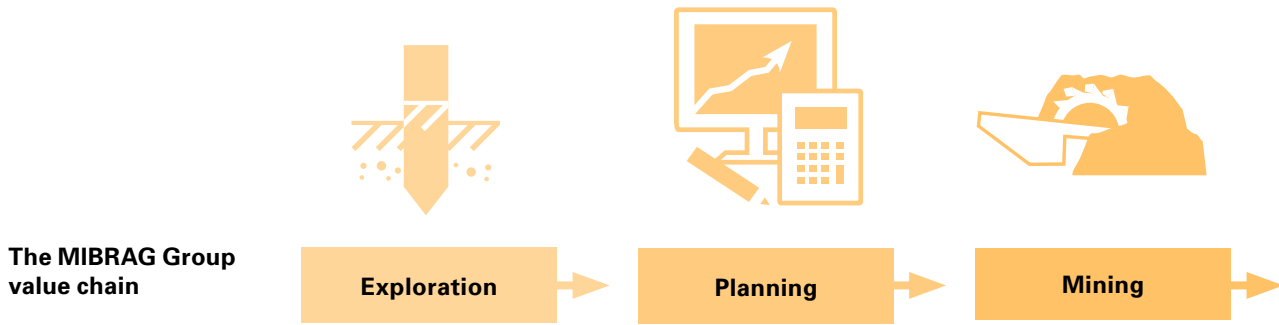 The MIBRAG Group
value chain
Exploration
Planning
Mining